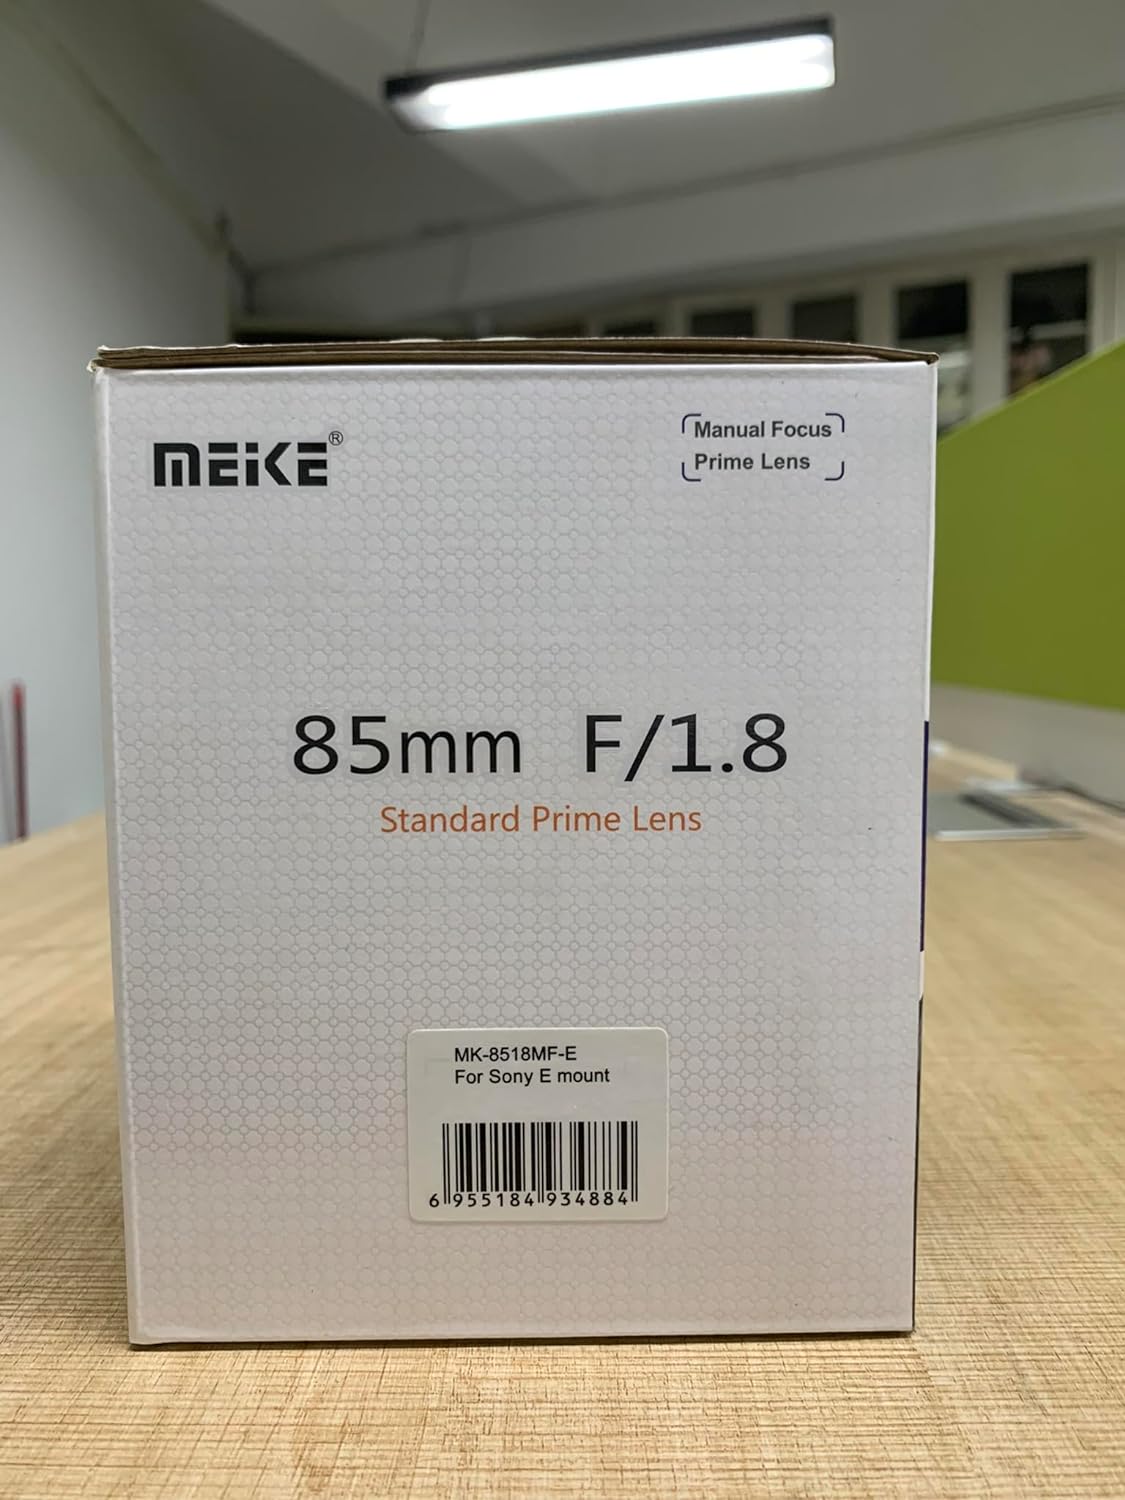 MEIKE®
Manual Focus
Prime Lens
85mm F/1.8
Standard Prime Lens
MK-8518MF-E
For Sony E mount
6 955184 934884